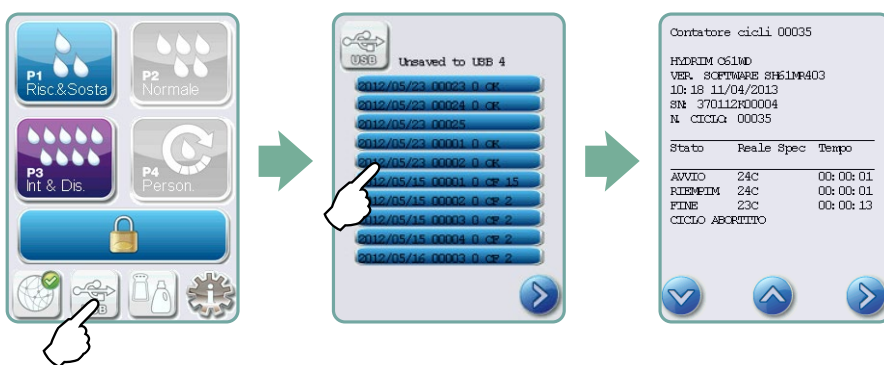 P1
Risc.&Sosta
P2
Normale
P3
Int & Dis.
P4
Person.
USB
USB
Unsaved to UBB 4
2012/05/23 00023 0 OK
2012/05/23 00024 0 OK
2012/05/23 00025
2012/05/23 00001 0 OK
2012/05/23 00002 0 OK
2012/05/15 00001 0 CF 15
2012/05/15 00002 0 CF 2
2012/05/15 00003 0 CF 2
2012/05/15 00004 0 CF 2
2012/05/16 00003 0 CF 2
Contatore cicli 00035
HYDRIM C61WD
VER. SOFTWARE SH61MR403
10:18 11/04/2013
SN: 370112K00004
N. CICLO: 00035
Stato Reale Spec Tempo
AVVIO 24C 00:00:01
RIEMPIM 24C 00:00:01
FINE 23C 00:00:13
CICLO ABORTITO